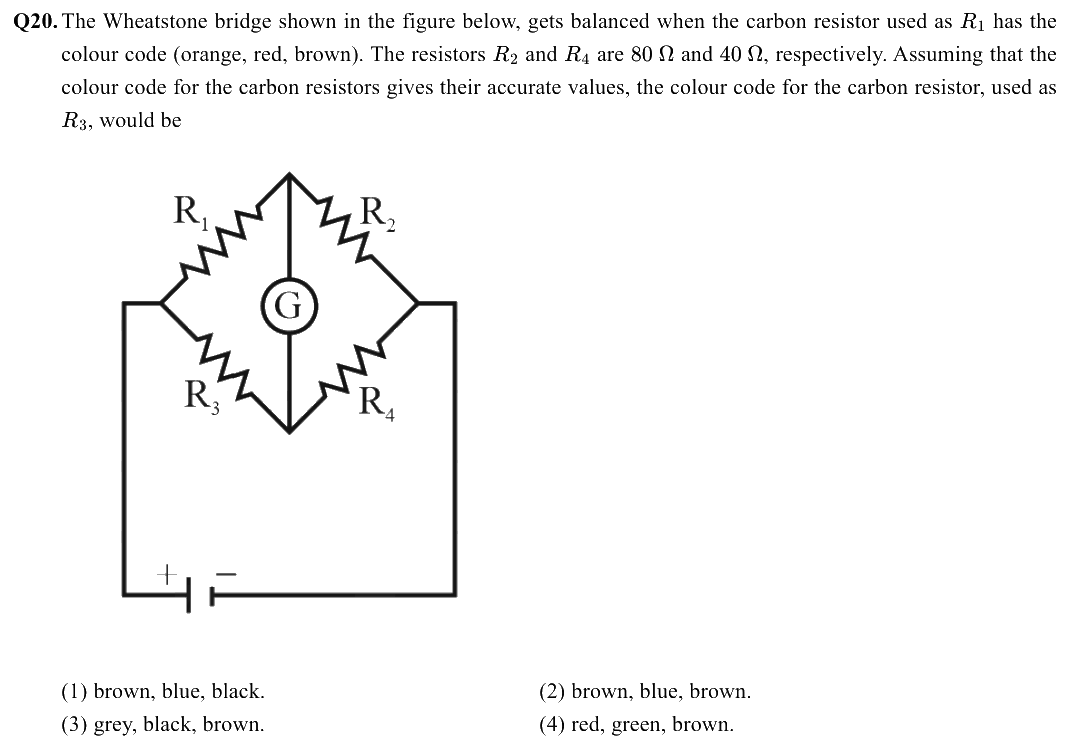 Q20. The Wheatstone bridge shown in the figure below, gets balanced when the carbon resistor used as R₁ has the
colour code (orange, red, brown). The resistors R₂ and R₄ are 80 Ω and 40 Ω, respectively. Assuming that the
colour code for the carbon resistors gives their accurate values, the colour code for the carbon resistor, used as
R₃, would be
R₁ R₂
G
R₃ R₄
+ −
(1) brown, blue, black. (2) brown, blue, brown.
(3) grey, black, brown. (4) red, green, brown.